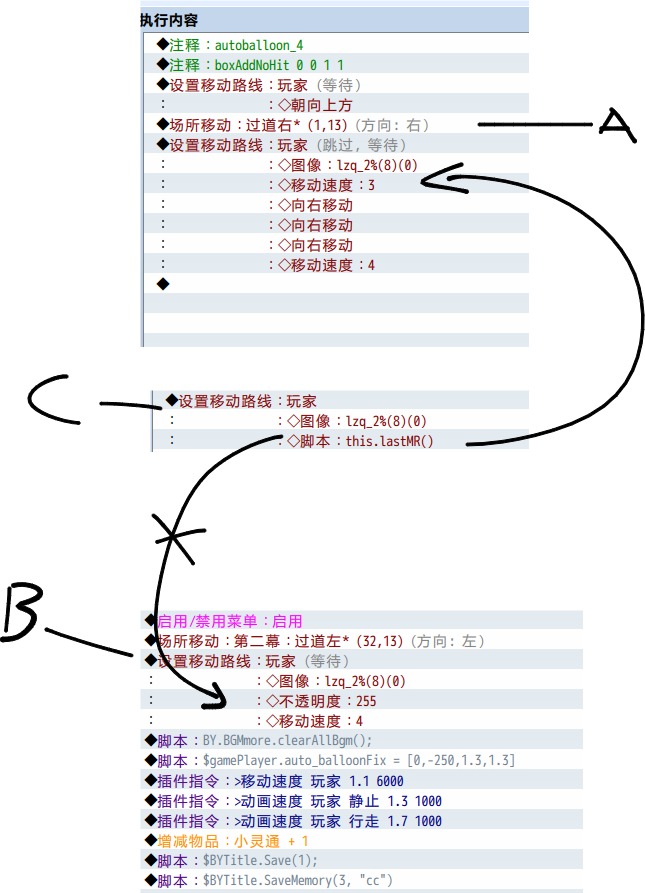 执行内容
◆注释：autoballoon_4
◆注释：boxAddNoHit 0 0 1 1
◆设置移动路线：玩家 (等待)
：　　　　　　：◇朝向上方
◆场所移动：过道右* (1,13) (方向: 右)
A
◆设置移动路线：玩家 (跳过, 等待)
：　　　　　　：◇图像：lzq_2%(8)(0)
：　　　　　　：◇移动速度：3
：　　　　　　：◇向右移动
：　　　　　　：◇向右移动
：　　　　　　：◇向右移动
：　　　　　　：◇移动速度：4
◆
C
◆设置移动路线：玩家
：　　　　　　：◇图像：lzq_2%(8)(0)
：　　　　　　：◇脚本：this.lastMR()
B
◆启用/禁用菜单：启用
◆场所移动：第二幕：过道左* (32,13) (方向: 左)
◆设置移动路线：玩家 (等待)
：　　　　　　：◇图像：lzq_2%(8)(0)
：　　　　　　：◇不透明度：255
：　　　　　　：◇移动速度：4
◆脚本：BY.BGMmore.clearAllBgm();
◆脚本：$gamePlayer.auto_balloonFix = [0,-250,1.3,1.3]
◆插件指令：>移动速度 玩家 1.1 6000
◆插件指令：>动画速度 玩家 静止 1.3 1000
◆插件指令：>动画速度 玩家 行走 1.7 1000
◆增减物品：小灵通 + 1
◆脚本：$BYTitle.Save(1);
◆脚本：$BYTitle.SaveMemory(3, "cc")